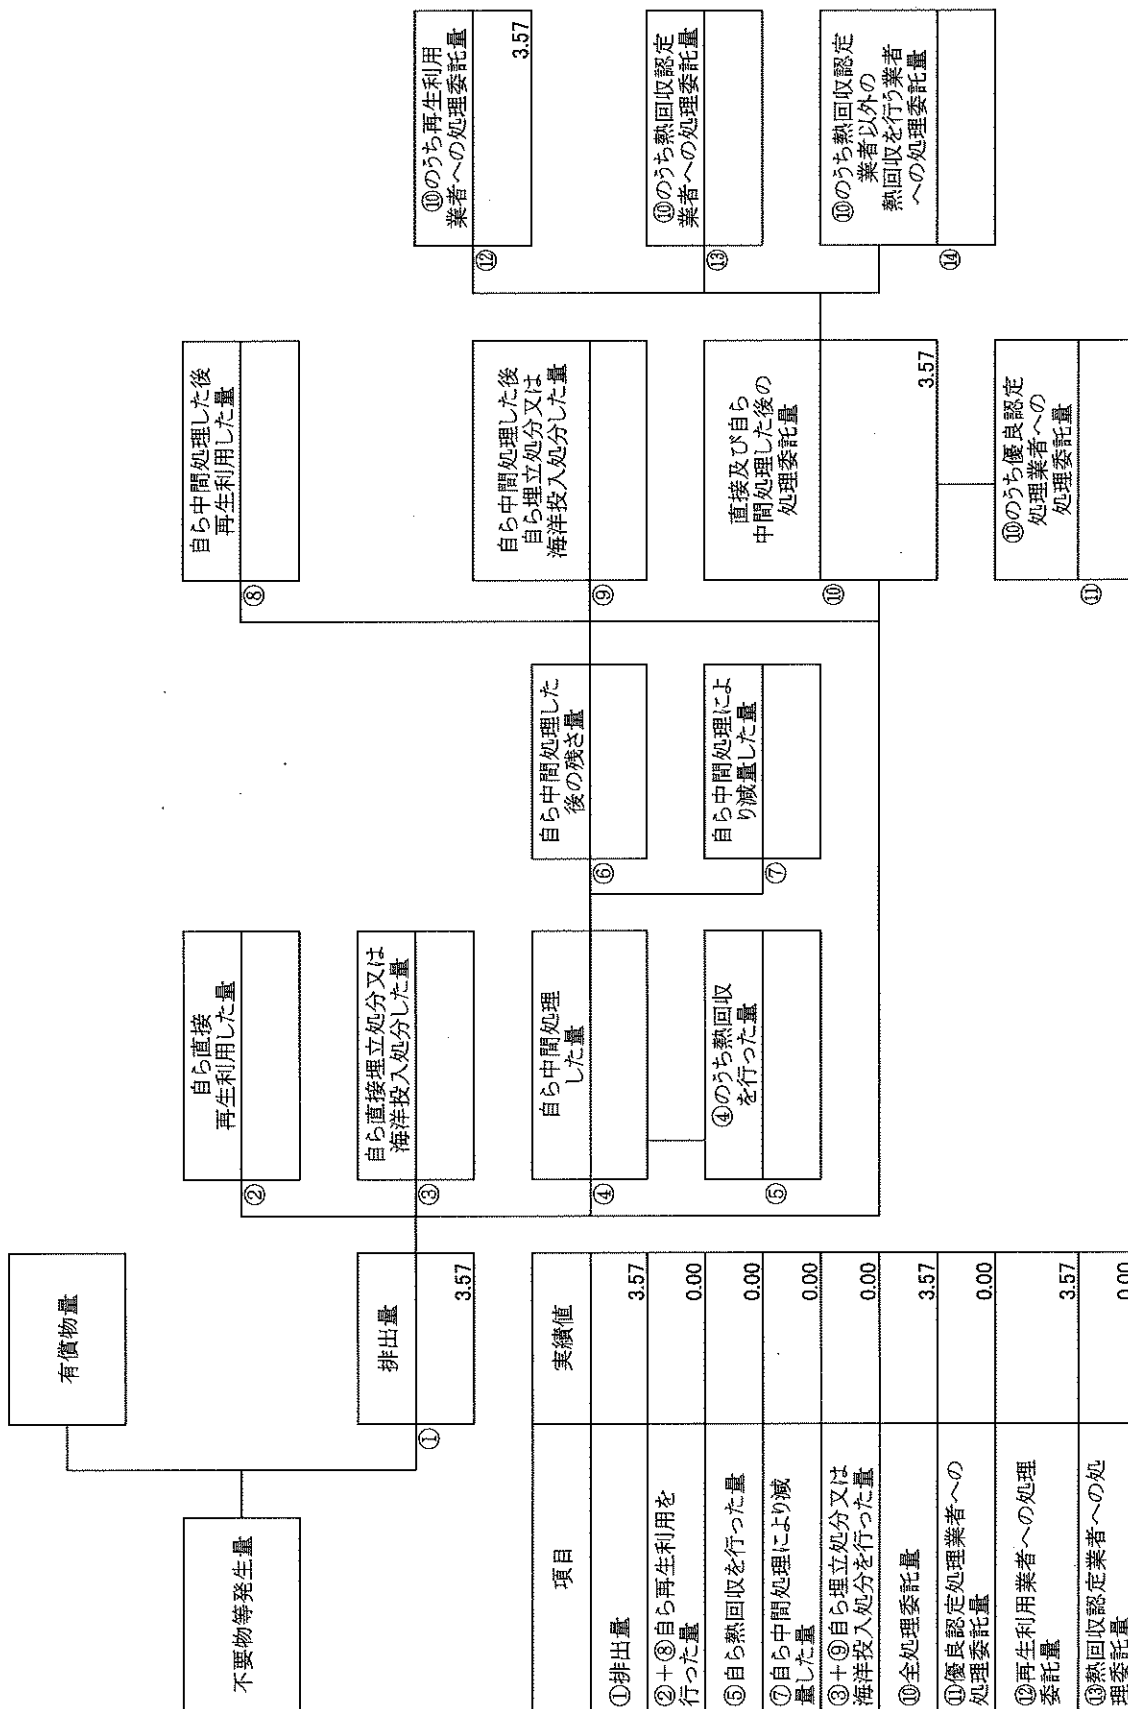 不要物等発生量
有償物量
①
排出量
3.57
②
自ら直接
再生利用した量
③
自ら直接埋立処分又は
海洋投入処分した量
④
自ら中間処理
した量
⑤
④のうち熱回収
を行った量
⑥
自ら中間処理した
後の残さ量
⑦
自ら中間処理によ
り減量した量
⑧
自ら中間処理した後
再生利用した量
⑨
自ら中間処理した後
自ら埋立処分又は
海洋投入処分した量
⑩
直接及び自ら
中間処理した後の
処理委託量
3.57
⑪
⑩のうち優良認定
処理業者への
処理委託量
⑫
⑩のうち再生利用
業者への処理委託量
3.57
⑬
⑩のうち熱回収認定
業者への処理委託量
⑭
⑩のうち熱回収認定
業者以外の
熱回収を行う業者
への処理委託量
項目 実績値
①排出量 3.57
②+⑧自ら再生利用を
行った量 0.00
⑤自ら熱回収を行った量 0.00
⑦自ら中間処理により減
量した量 0.00
③+⑨自ら埋立処分又は
海洋投入処分を行った量 0.00
⑩全処理委託量 3.57
⑪優良認定処理業者への
処理委託量 0.00
⑫再生利用業者への処理
委託量 3.57
⑬熱回収認定業者への処
理委託量 0.00